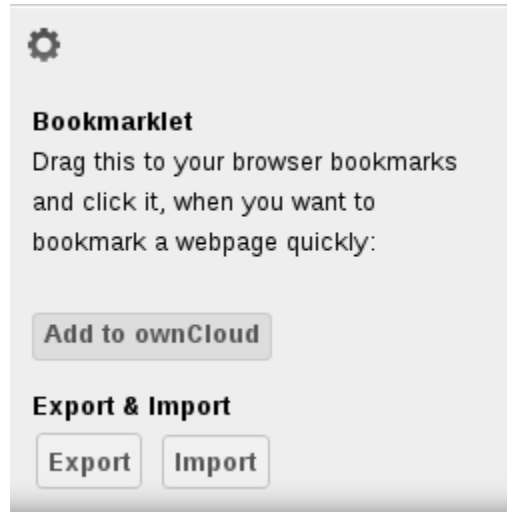 Bookmarklet
Drag this to your browser bookmarks
and click it, when you want to
bookmark a webpage quickly:
Add to ownCloud
Export & Import
Export Import